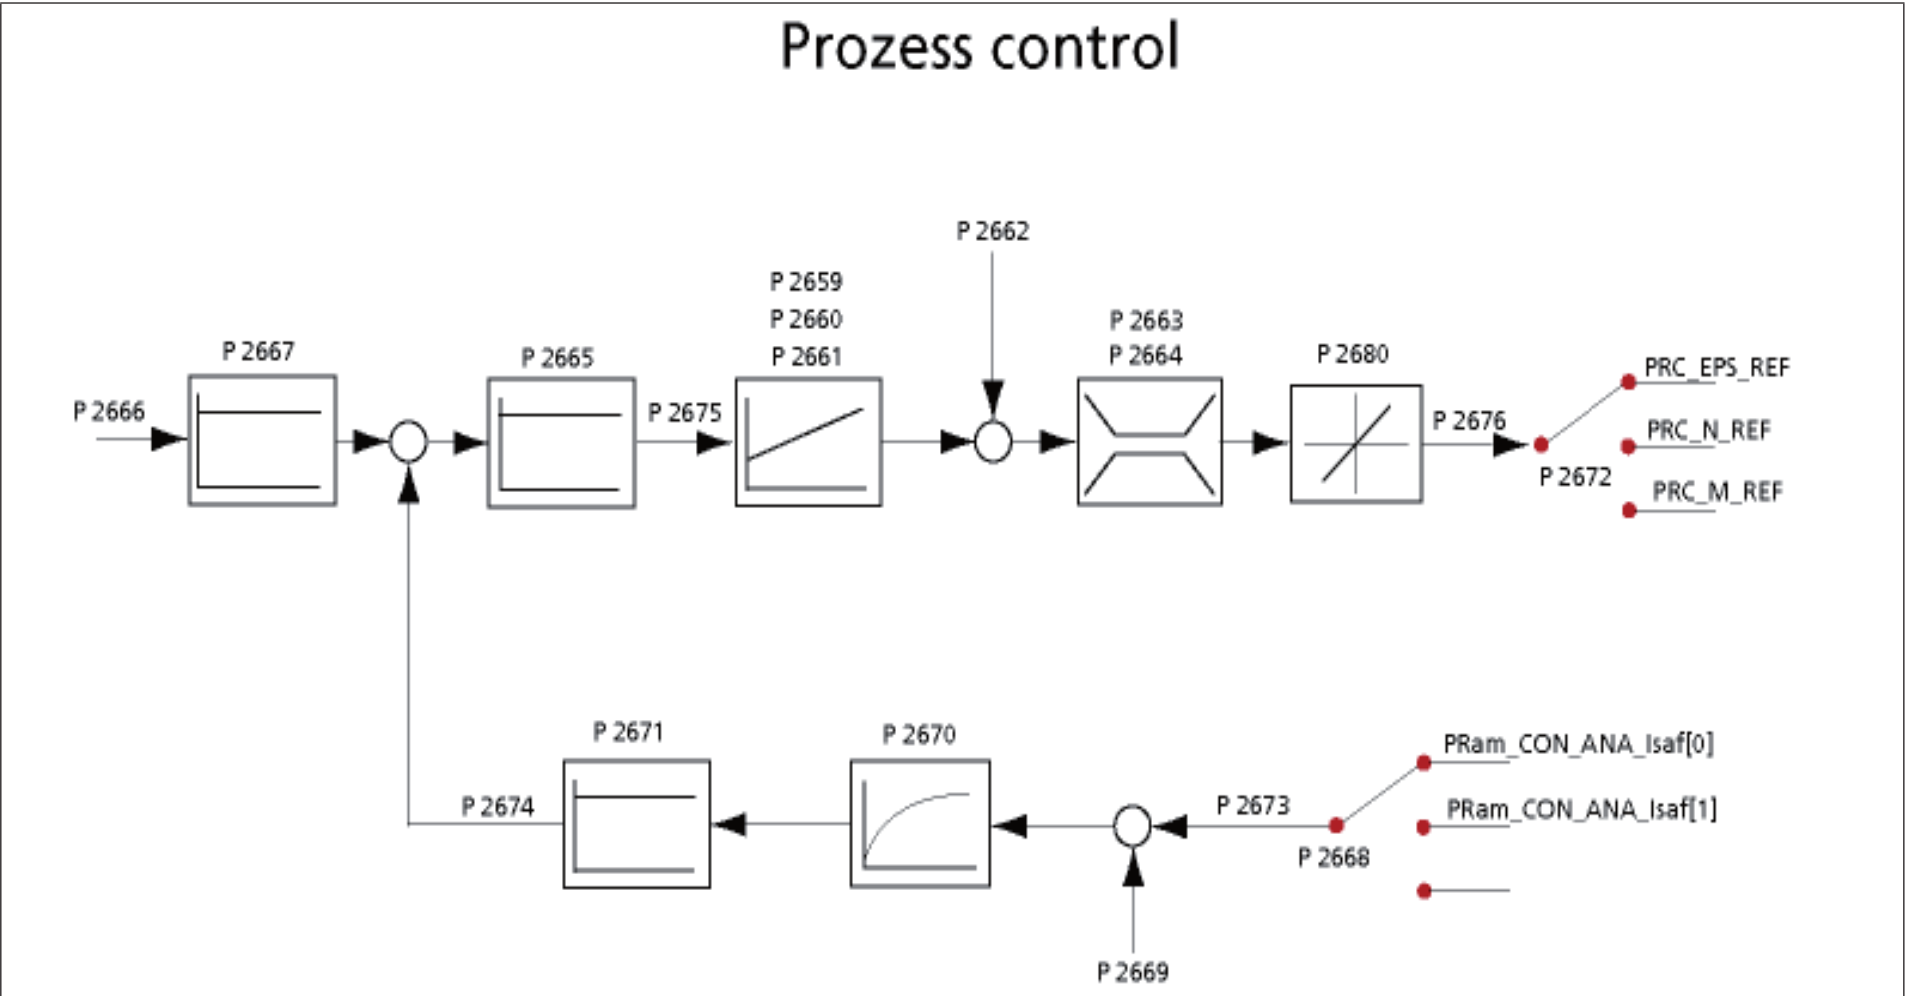 Prozess control
P 2662
P 2659
P 2660
P 2661
P 2663
P 2664
P 2680
P 2667
P 2665
PRC_EPS_REF
P 2666
P 2675
P 2676
PRC_N_REF
P 2672
PRC_M_REF
P 2671
P 2670
PRam_CON_ANA_Isaf[0]
P 2674
P 2673
PRam_CON_ANA_Isaf[1]
P 2668
P 2669